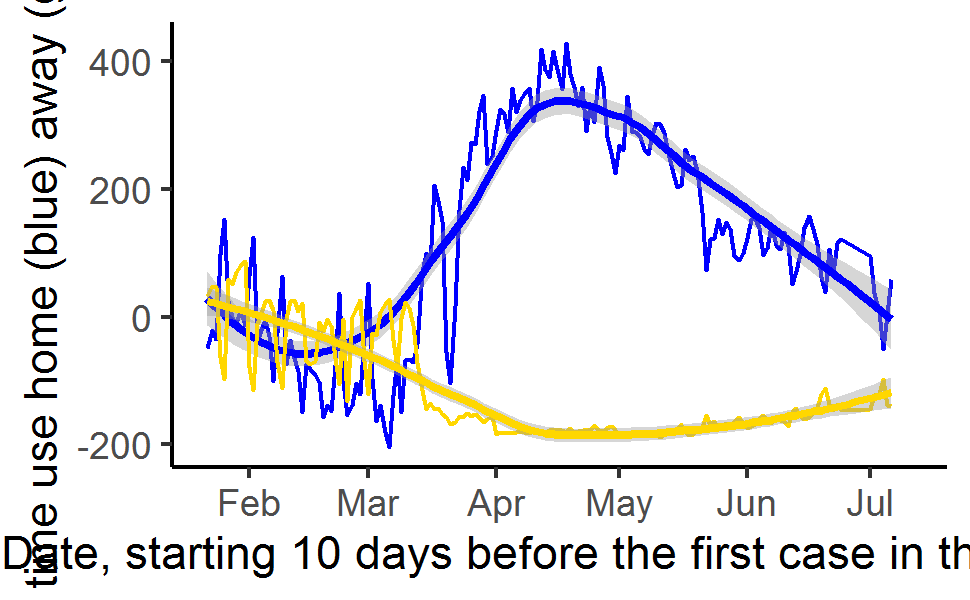 time use home (blue) away (
400
200
0
-200
Feb Mar Apr May Jun Jul
Date, starting 10 days before the first case in th